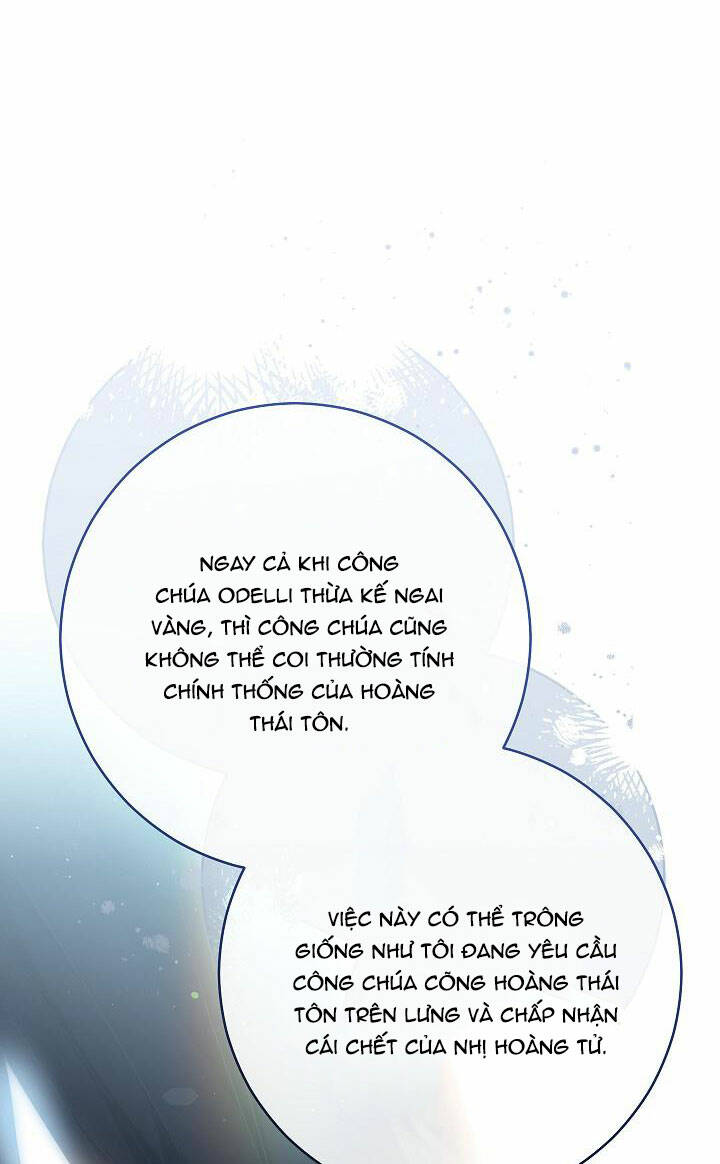 NGAY CẢ KHI CÔNG
CHÚA ODELLI THỪA KẾ NGAI
VÀNG, THÌ CÔNG CHÚA CŨNG
KHÔNG THỂ COI THƯỜNG TÍNH
CHÍNH THỐNG CỦA HOÀNG
THÁI TÔN.
VIỆC NÀY CÓ THỂ TRÔNG
GIỐNG NHƯ TÔI ĐANG YÊU CẦU
CÔNG CHÚA CÕNG HOÀNG THÁI
TÔN TRÊN LƯNG VÀ CHẤP NHẬN
CÁI CHẾT CỦA NHỊ HOÀNG TỬ.